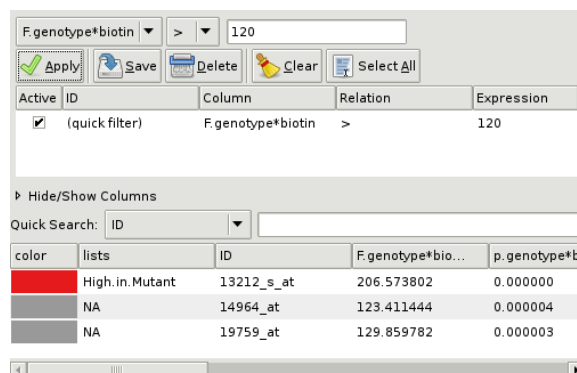 F.genotype*biotin > 120
Apply Save Delete Clear Select All
Active ID Column Relation Expression
(quick filter) F.genotype*biotin > 120
Hide/Show Columns
Quick Search: ID
color lists ID F.genotype*bio... p.genotype*b
High.in.Mutant 13212_s_at 206.573802 0.000000
NA 14964_at 123.411444 0.000004
NA 19759_at 129.859782 0.000003